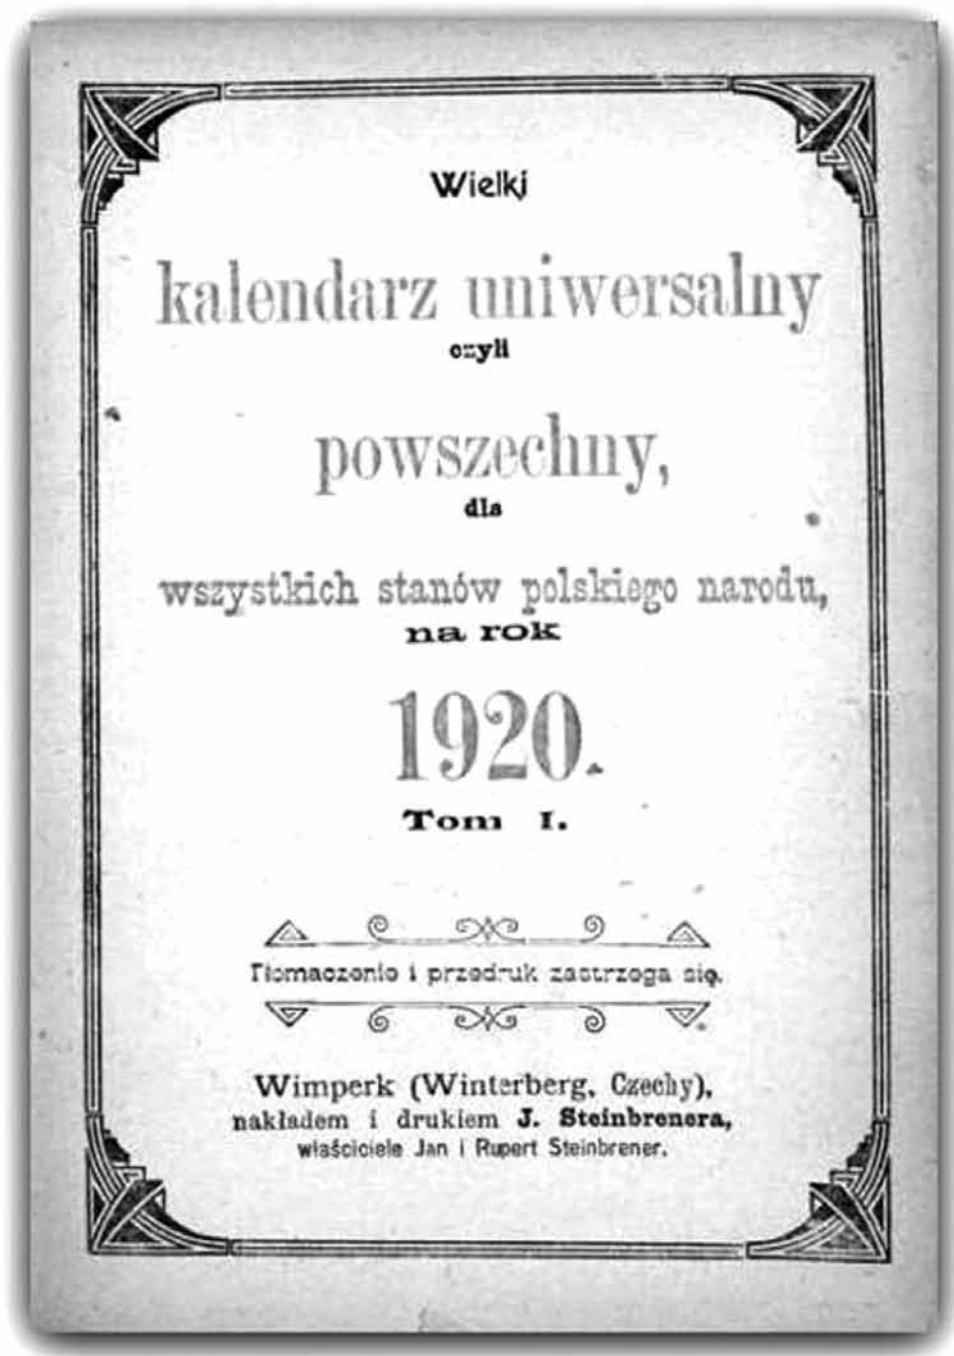 Wielki
kalendarz uniwersalny
czyli
powszechny,
dla
wszystkich stanów polskiego narodu,
na rok
1920.
Tom I.
Tłomaczenie i przedruk zastrzega się.
Wimperk (Winterberg, Czechy),
nakładem i drukiem J. Steinbrenera,
właściciele Jan i Rupert Steinbrener.